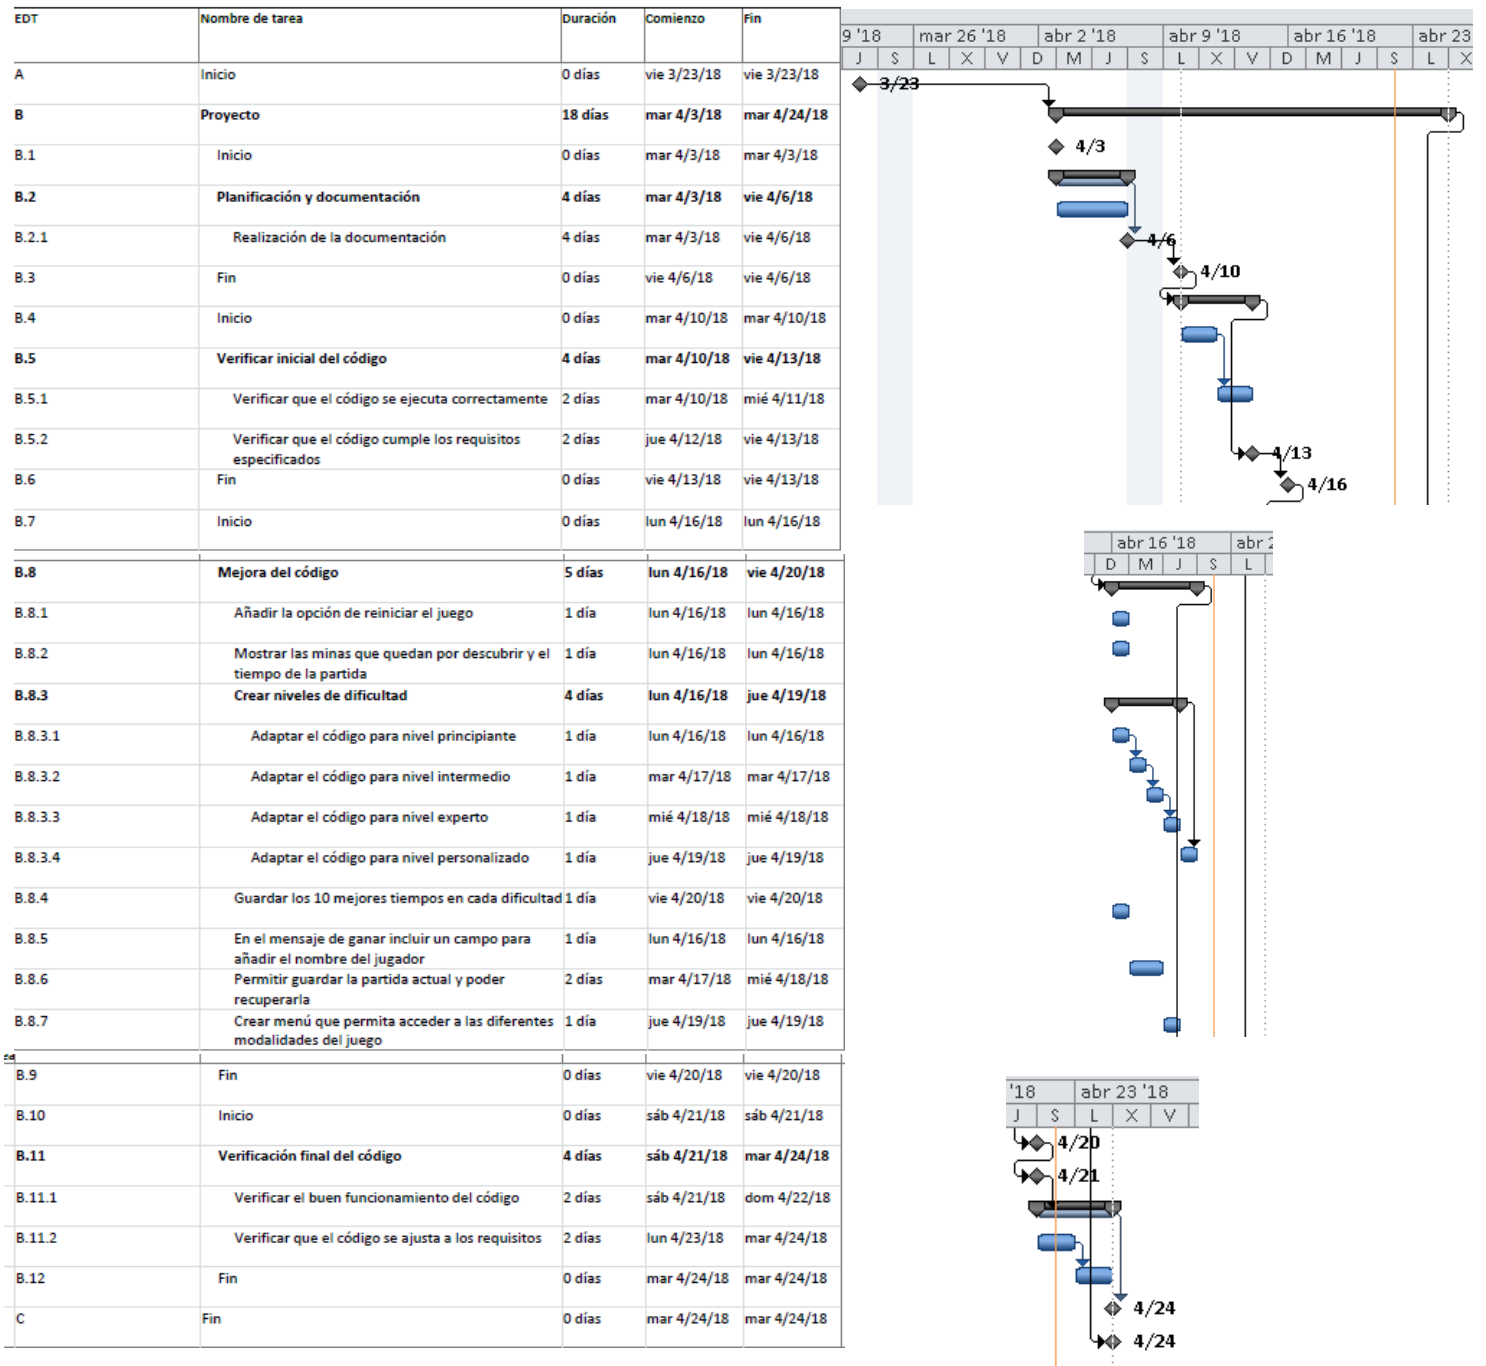 EDT Nombre de tarea Duración Comienzo Fin
A Inicio 0 días vie 3/23/18 vie 3/23/18
B Proyecto 18 días mar 4/3/18 mar 4/24/18
B.1 Inicio 0 días mar 4/3/18 mar 4/3/18
B.2 Planificación y documentación 4 días mar 4/3/18 vie 4/6/18
B.2.1 Realización de la documentación 4 días mar 4/3/18 vie 4/6/18
B.3 Fin 0 días vie 4/6/18 vie 4/6/18
B.4 Inicio 0 días mar 4/10/18 mar 4/10/18
B.5 Verificar inicial del código 4 días mar 4/10/18 vie 4/13/18
B.5.1 Verificar que el código se ejecuta correctamente 2 días mar 4/10/18 mié 4/11/18
B.5.2 Verificar que el código cumple los requisitos 2 días jue 4/12/18 vie 4/13/18
especificados
B.6 Fin 0 días vie 4/13/18 vie 4/13/18
B.7 Inicio 0 días lun 4/16/18 lun 4/16/18
9 '18 mar 26 '18 abr 2 '18 abr 9 '18 abr 16 '18 abr 23
J S L X V D M J S L X V D M J S L X
3/23
4/3
4/6
4/10
4/13
4/16
B.8 Mejora del código 5 días lun 4/16/18 vie 4/20/18
B.8.1 Añadir la opción de reiniciar el juego 1 día lun 4/16/18 lun 4/16/18
B.8.2 Mostrar las minas que quedan por descubrir y el 1 día lun 4/16/18 lun 4/16/18
tiempo de la partida
B.8.3 Crear niveles de dificultad 4 días lun 4/16/18 jue 4/19/18
B.8.3.1 Adaptar el código para nivel principiante 1 día lun 4/16/18 lun 4/16/18
B.8.3.2 Adaptar el código para nivel intermedio 1 día mar 4/17/18 mar 4/17/18
B.8.3.3 Adaptar el código para nivel experto 1 día mié 4/18/18 mié 4/18/18
B.8.3.4 Adaptar el código para nivel personalizado 1 día jue 4/19/18 jue 4/19/18
B.8.4 Guardar los 10 mejores tiempos en cada dificultad 1 día vie 4/20/18 vie 4/20/18
B.8.5 En el mensaje de ganar incluir un campo para 1 día lun 4/16/18 lun 4/16/18
añadir el nombre del jugador
B.8.6 Permitir guardar la partida actual y poder 2 días mar 4/17/18 mié 4/18/18
recuperarla
B.8.7 Crear menú que permita acceder a las diferentes 1 día jue 4/19/18 jue 4/19/18
modalidades del juego
abr 16 '18 abr 2
D M J S L
B.9 Fin 0 días vie 4/20/18 vie 4/20/18
B.10 Inicio 0 días sáb 4/21/18 sáb 4/21/18
B.11 Verificación final del código 4 días sáb 4/21/18 mar 4/24/18
B.11.1 Verificar el buen funcionamiento del código 2 días sáb 4/21/18 dom 4/22/18
B.11.2 Verificar que el código se ajusta a los requisitos 2 días lun 4/23/18 mar 4/24/18
B.12 Fin 0 días mar 4/24/18 mar 4/24/18
C Fin 0 días mar 4/24/18 mar 4/24/18
'18 abr 23 '18
J S L X V
4/20
4/21
4/24
4/24